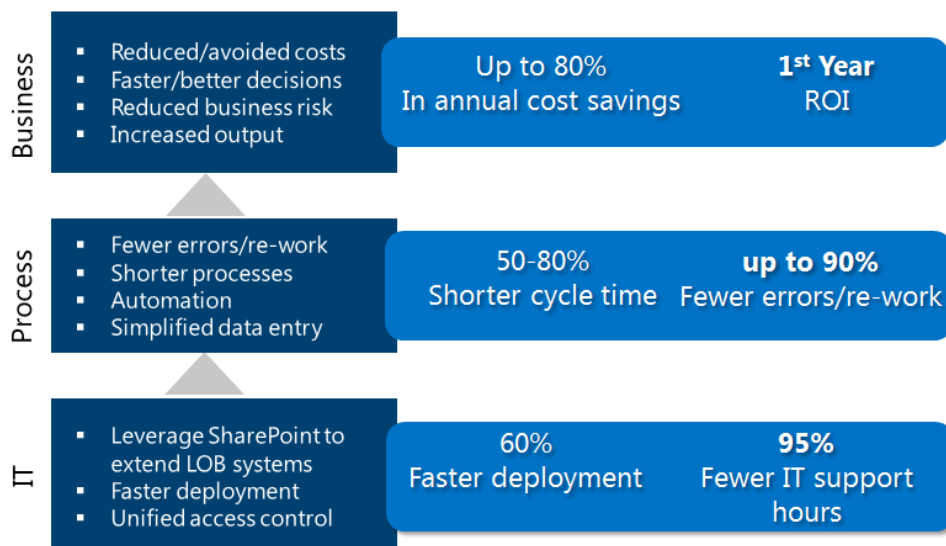 Business
▪ Reduced/avoided costs
▪ Faster/better decisions
▪ Reduced business risk
▪ Increased output
Up to 80%
In annual cost savings
1st Year
ROI
Process
▪ Fewer errors/re-work
▪ Shorter processes
▪ Automation
▪ Simplified data entry
50-80%
Shorter cycle time
up to 90%
Fewer errors/re-work
IT
▪ Leverage SharePoint to
extend LOB systems
▪ Faster deployment
▪ Unified access control
60%
Faster deployment
95%
Fewer IT support
hours